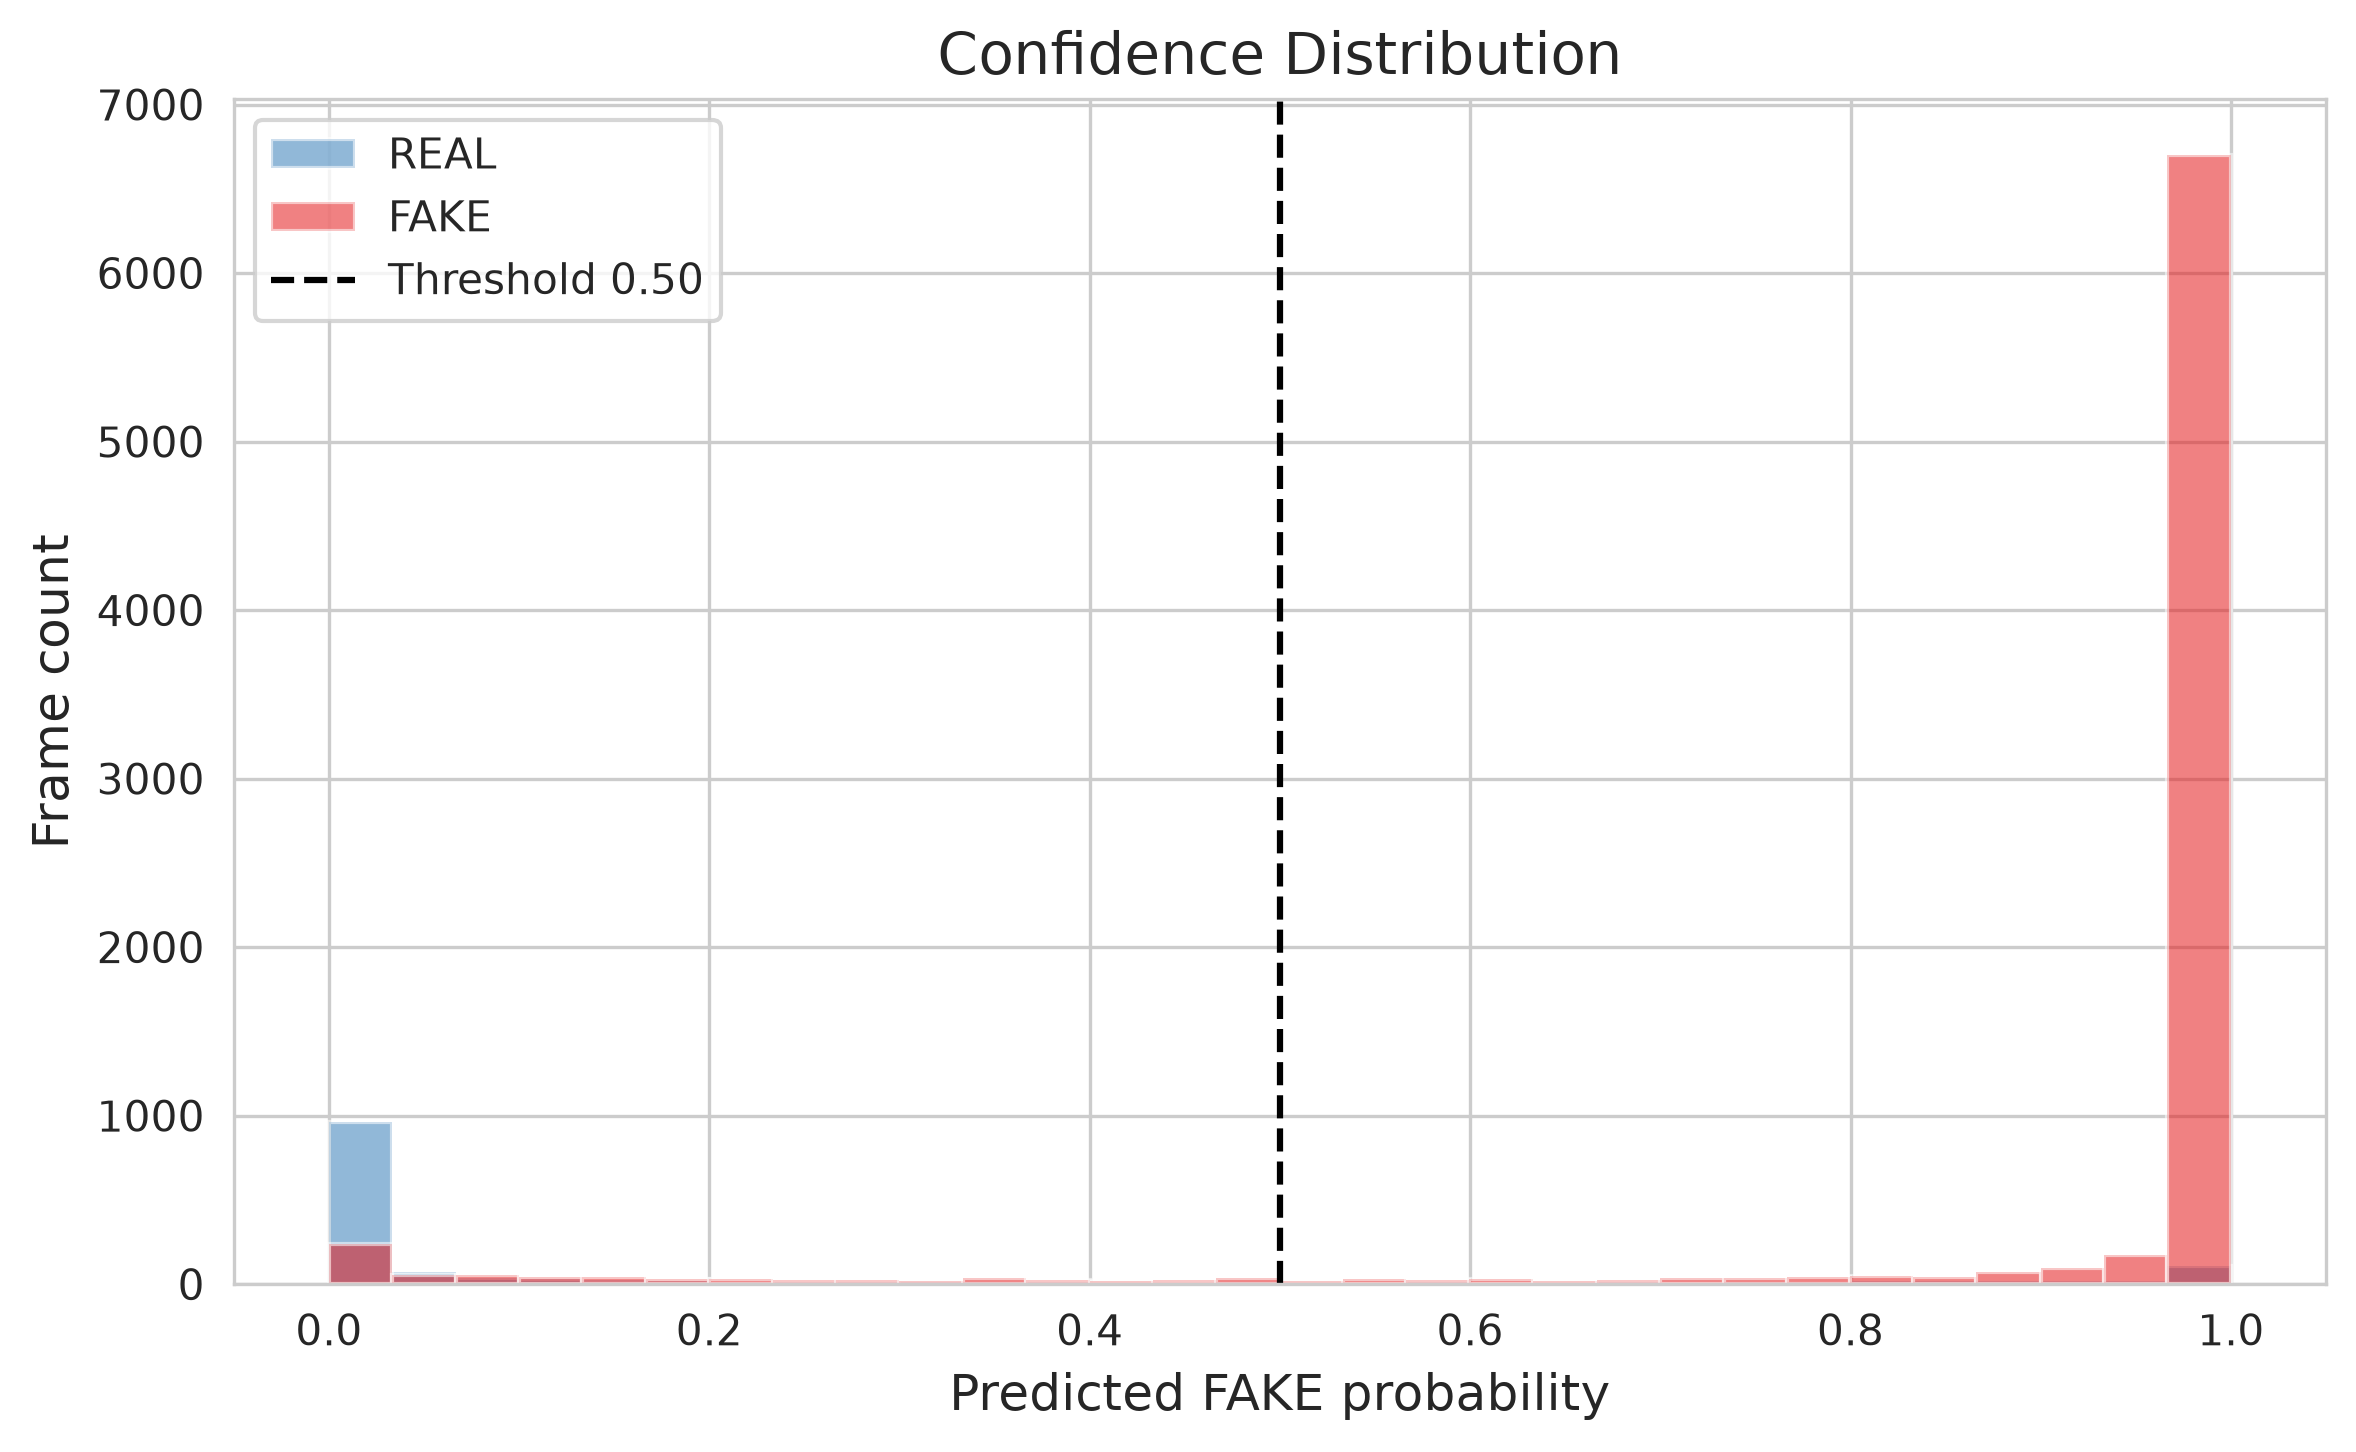 Confidence Distribution
REAL
FAKE
Threshold 0.50
7000
6000
5000
4000
3000
2000
1000
0
Frame count
0.0 0.2 0.4 0.6 0.8 1.0
Predicted FAKE probability